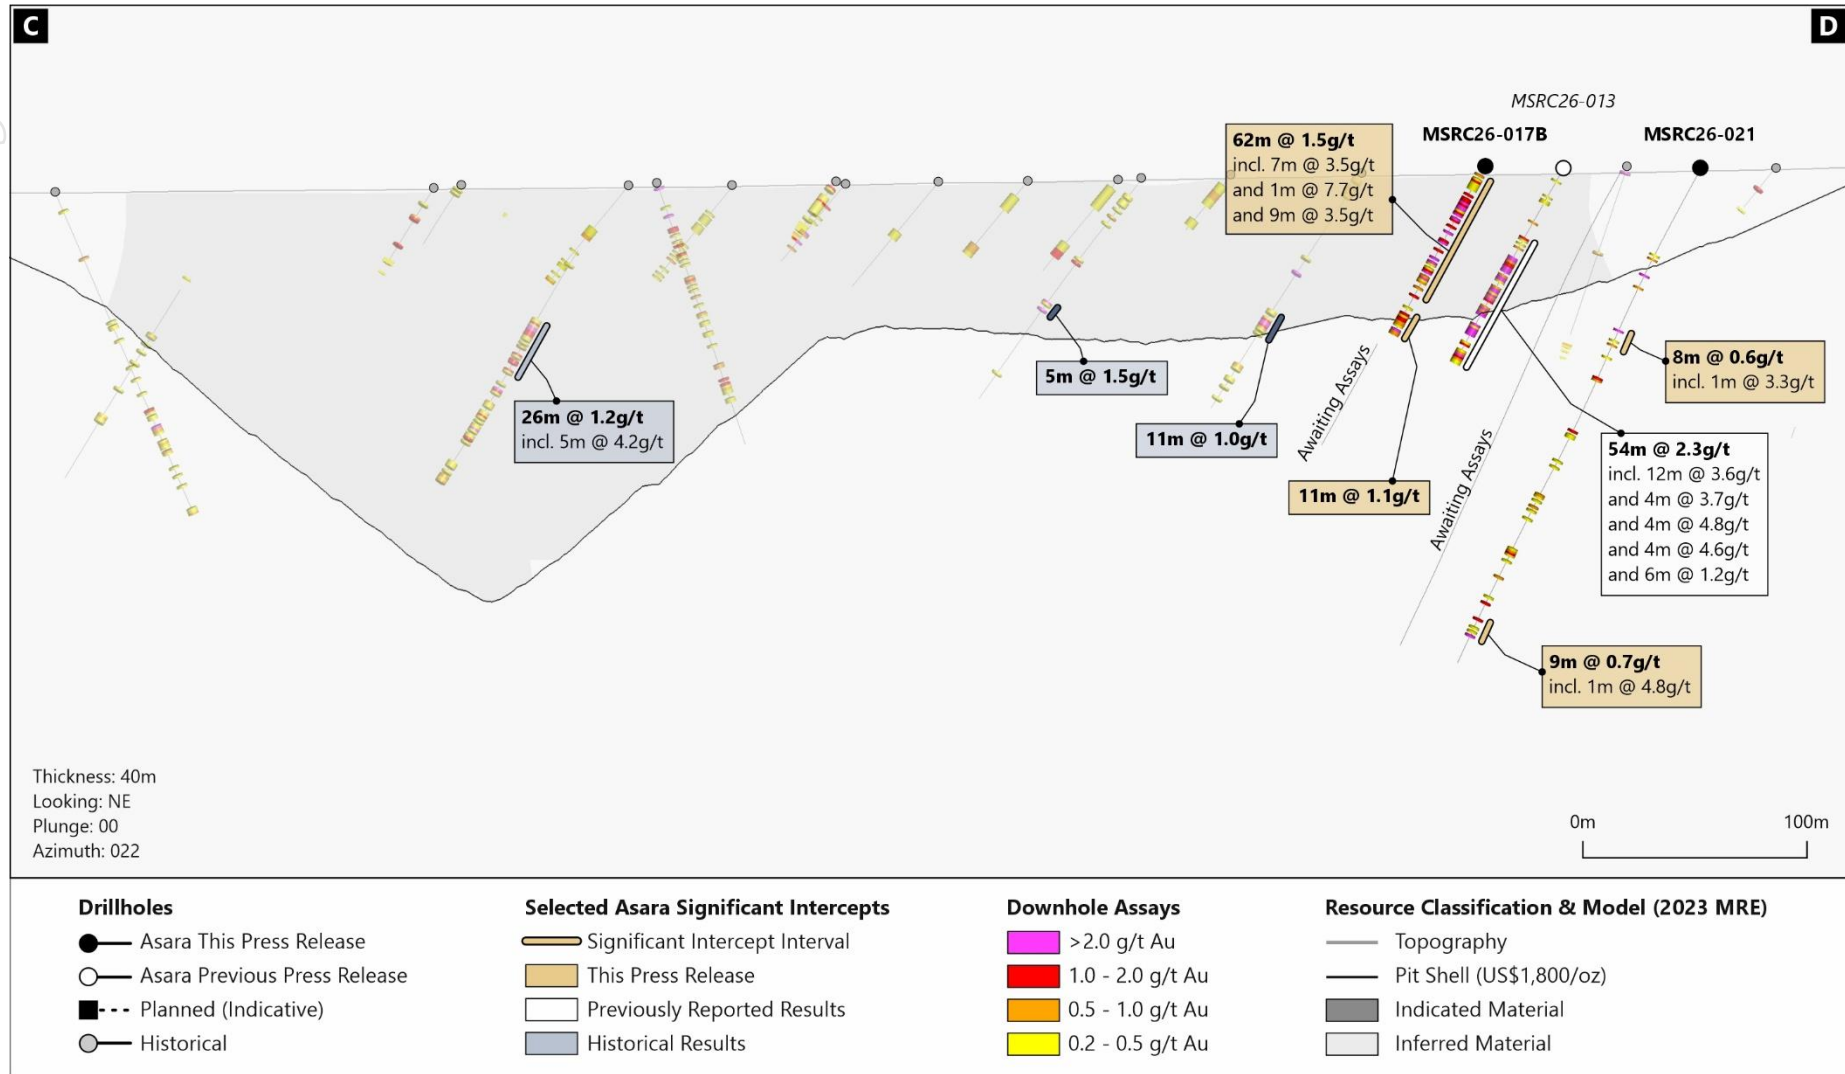 C
D
MSRC26-013
MSRC26-017B
MSRC26-021
62m @ 1.5g/t
incl. 7m @ 3.5g/t
and 1m @ 7.7g/t
and 9m @ 3.5g/t
5m @ 1.5g/t
11m @ 1.0g/t
26m @ 1.2g/t
incl. 5m @ 4.2g/t
Awaiting Assays
11m @ 1.1g/t
Awaiting Assays
8m @ 0.6g/t
incl. 1m @ 3.3g/t
54m @ 2.3g/t
incl. 12m @ 3.6g/t
and 4m @ 3.7g/t
and 4m @ 4.8g/t
and 4m @ 4.6g/t
and 6m @ 1.2g/t
9m @ 0.7g/t
incl. 1m @ 4.8g/t
Thickness: 40m
Looking: NE
Plunge: 00
Azimuth: 022
0m 100m
Drillholes
Asara This Press Release
Asara Previous Press Release
Planned (Indicative)
Historical
Selected Asara Significant Intercepts
Significant Intercept Interval
This Press Release
Previously Reported Results
Historical Results
Downhole Assays
>2.0 g/t Au
1.0 - 2.0 g/t Au
0.5 - 1.0 g/t Au
0.2 - 0.5 g/t Au
Resource Classification & Model (2023 MRE)
Topography
Pit Shell (US$1,800/oz)
Indicated Material
Inferred Material